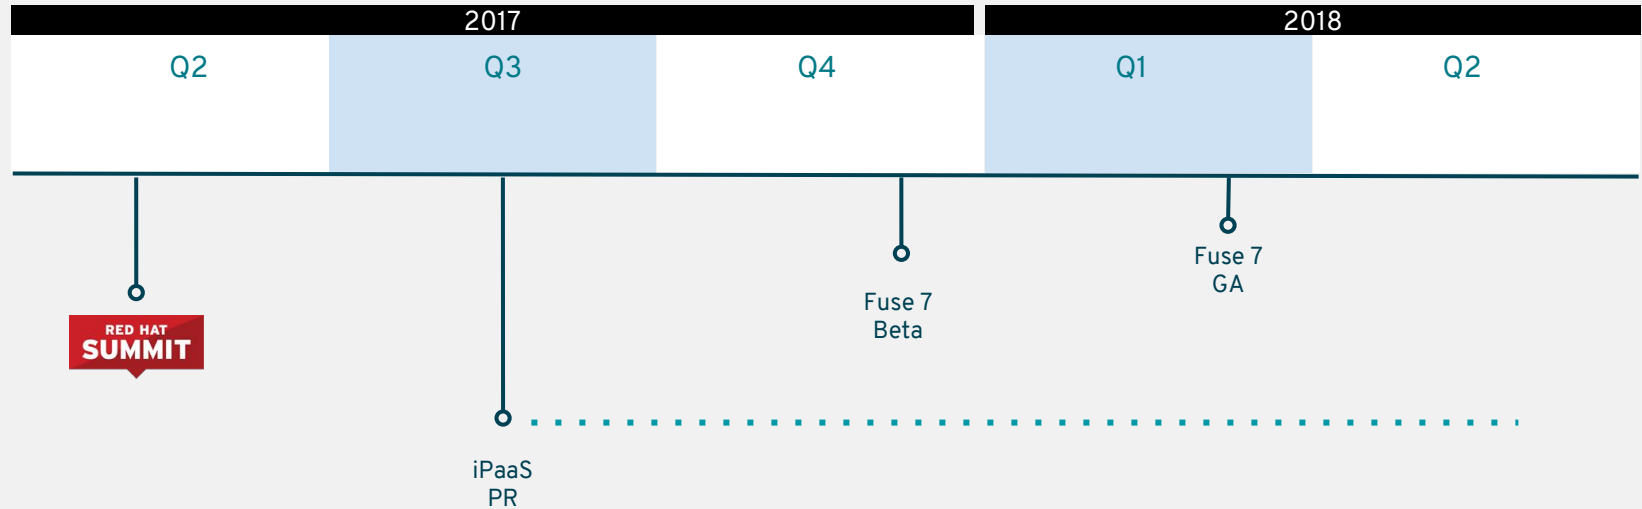 2017
2018
Q2
Q3
Q4
Q1
Q2
Fuse 7
GA
Fuse 7
Beta
RED HAT
SUMMIT
iPaaS
PR